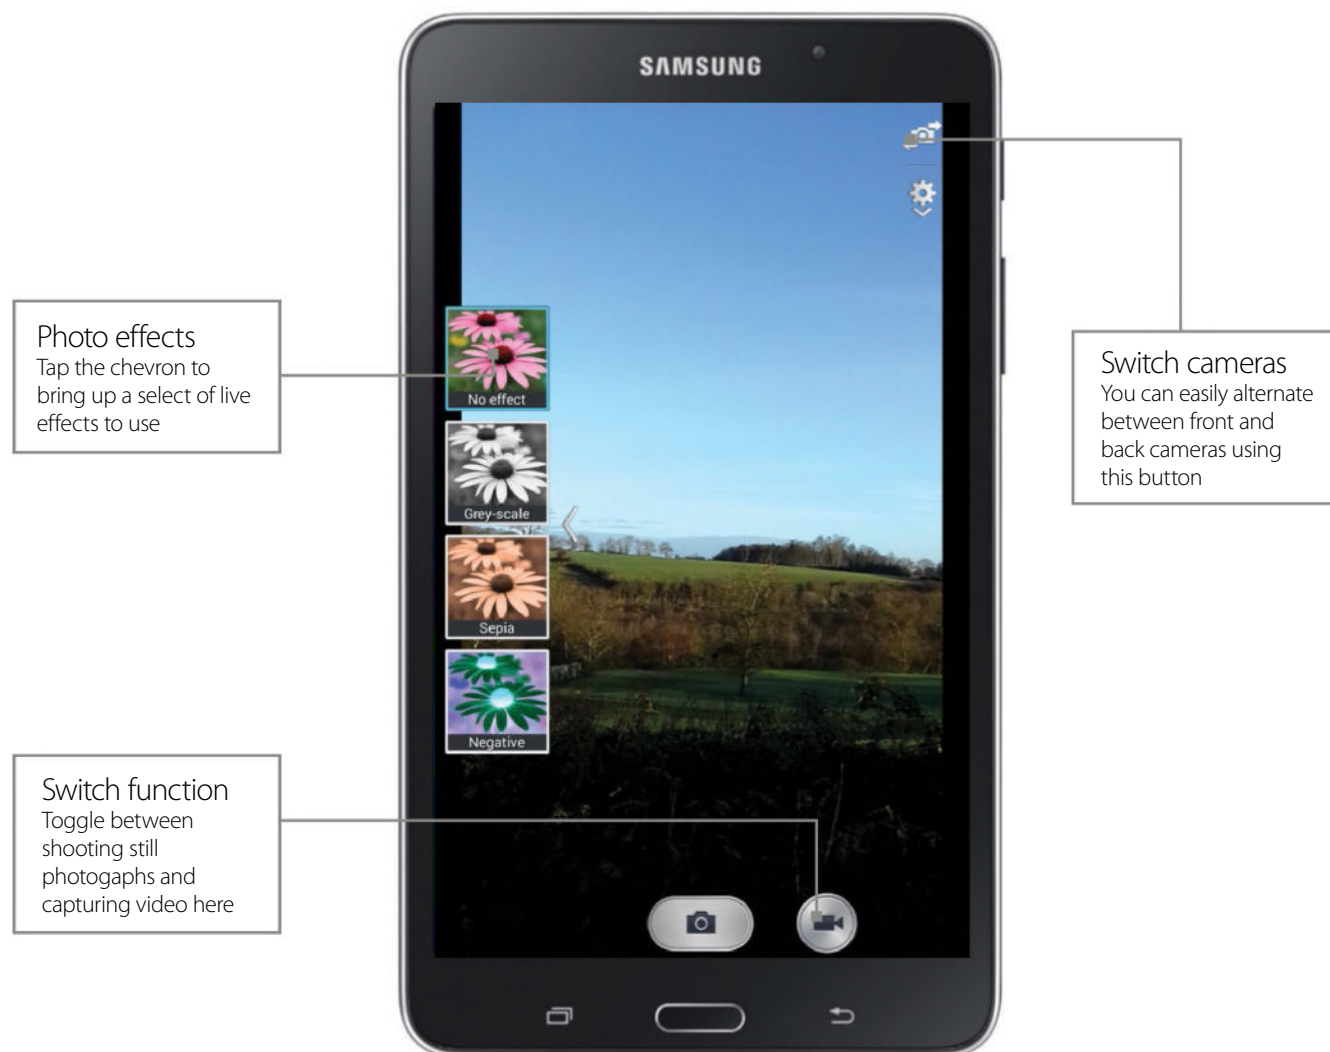 SAMSUNG
Photo effects
Tap the chevron to
bring up a select of live
effects to use
No effect
Grey-scale
Sepia
Negative
Switch cameras
You can easily alternate
between front and
back cameras using
this button
Switch function
Toggle between
shooting still
photogaphs and
capturing video here